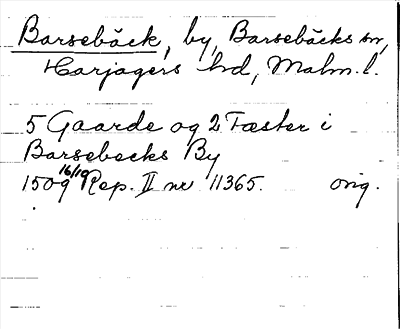 Barsebäck, by, Barsebäcks sn,
Harjagers hd, Malm. l.
5 Gaarde og 2 Fæster i
Barsebecks By
1509 16/10 Rep. II nr 11365. orig.